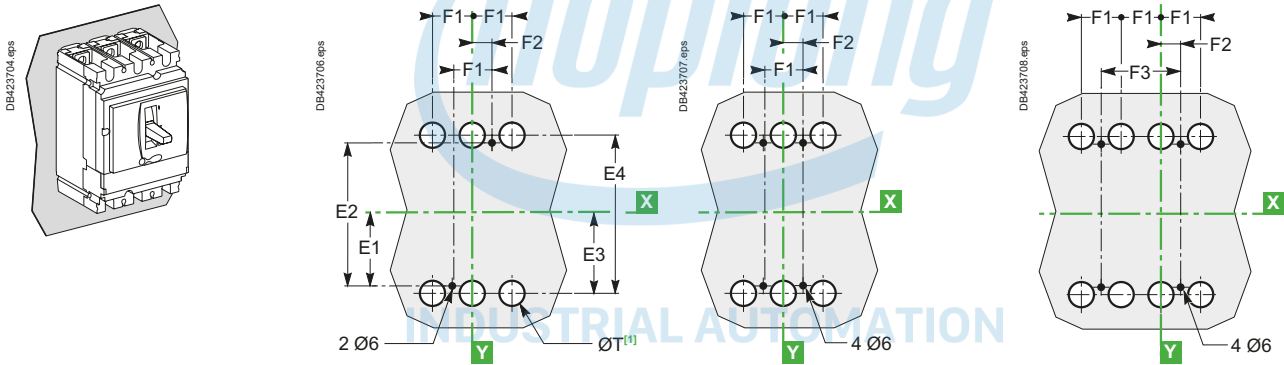 DB423704.eps
DB423706.eps
F1 F1
F2
F1
E2
E1
E4
E3
X
Y
2 Ø6
ØT[1]
DB423707.eps
F1 F1
F2
F1
X
Y
4 Ø6
DB423708.eps
F1 F1 F1
F2
F3
X
Y
4 Ø6
INDUSTRIAL AUTOMATION